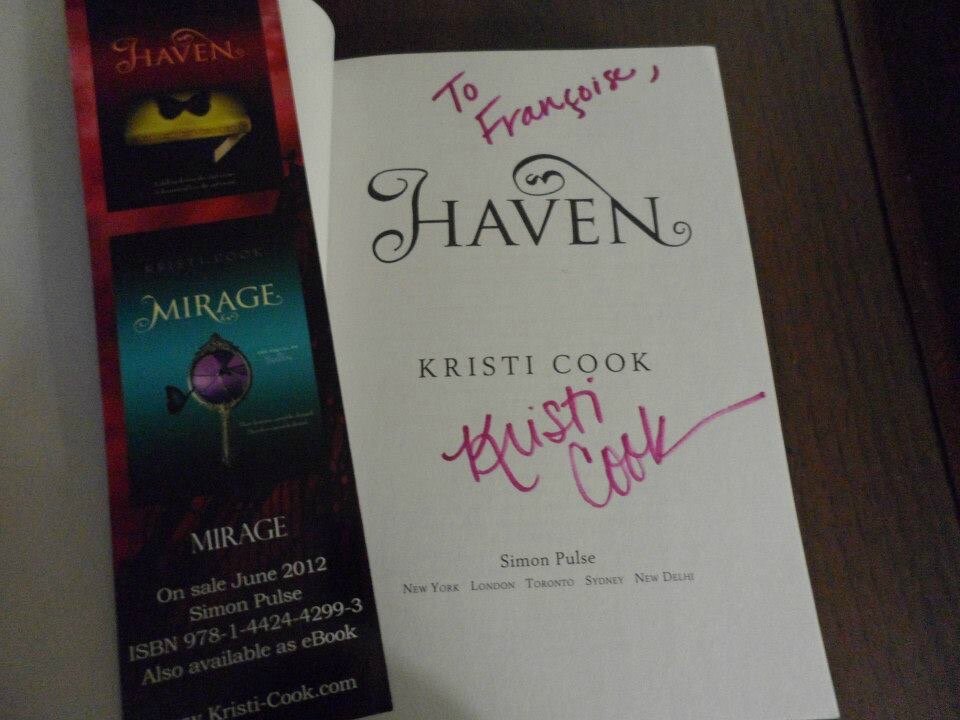 HAVEN
KRISTI COOK
MIRAGE
MIRAGE
On sale June 2012
Simon Pulse
ISBN 978-1-4424-4299-3
Also available as eBook
Kristi-Cook.com
To
Françoise,
HAVEN
KRISTI COOK
Kristi
Cook
Simon Pulse
NEW YORK LONDON TORONTO SYDNEY NEW DELHI